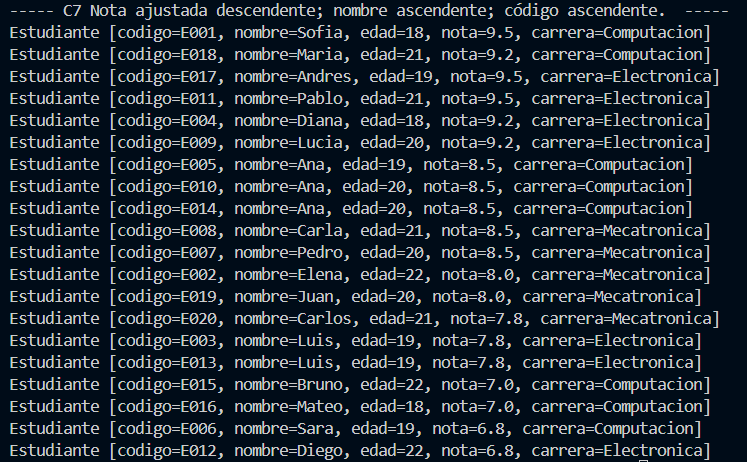 ----- C7 Nota ajustada descendente; nombre ascendente; código ascendente.  -----
Estudiante [codigo=E001, nombre=Sofia, edad=18, nota=9.5, carrera=Computacion]
Estudiante [codigo=E018, nombre=Maria, edad=21, nota=9.2, carrera=Computacion]
Estudiante [codigo=E017, nombre=Andres, edad=19, nota=9.5, carrera=Electronica]
Estudiante [codigo=E011, nombre=Pablo, edad=21, nota=9.5, carrera=Electronica]
Estudiante [codigo=E004, nombre=Diana, edad=18, nota=9.2, carrera=Electronica]
Estudiante [codigo=E009, nombre=Lucia, edad=20, nota=9.2, carrera=Electronica]
Estudiante [codigo=E005, nombre=Ana, edad=19, nota=8.5, carrera=Computacion]
Estudiante [codigo=E010, nombre=Ana, edad=20, nota=8.5, carrera=Computacion]
Estudiante [codigo=E014, nombre=Ana, edad=20, nota=8.5, carrera=Computacion]
Estudiante [codigo=E008, nombre=Carla, edad=21, nota=8.5, carrera=Mecatronica]
Estudiante [codigo=E007, nombre=Pedro, edad=20, nota=8.5, carrera=Mecatronica]
Estudiante [codigo=E002, nombre=Elena, edad=22, nota=8.0, carrera=Computacion]
Estudiante [codigo=E019, nombre=Juan, edad=20, nota=8.0, carrera=Mecatronica]
Estudiante [codigo=E020, nombre=Carlos, edad=21, nota=7.8, carrera=Mecatronica]
Estudiante [codigo=E003, nombre=Luis, edad=19, nota=7.8, carrera=Electronica]
Estudiante [codigo=E013, nombre=Luis, edad=19, nota=7.8, carrera=Electronica]
Estudiante [codigo=E015, nombre=Bruno, edad=22, nota=7.0, carrera=Computacion]
Estudiante [codigo=E016, nombre=Mateo, edad=18, nota=7.0, carrera=Computacion]
Estudiante [codigo=E006, nombre=Sara, edad=19, nota=6.8, carrera=Computacion]
Estudiante [codigo=E012, nombre=Diego, edad=22, nota=6.8, carrera=Electronica]